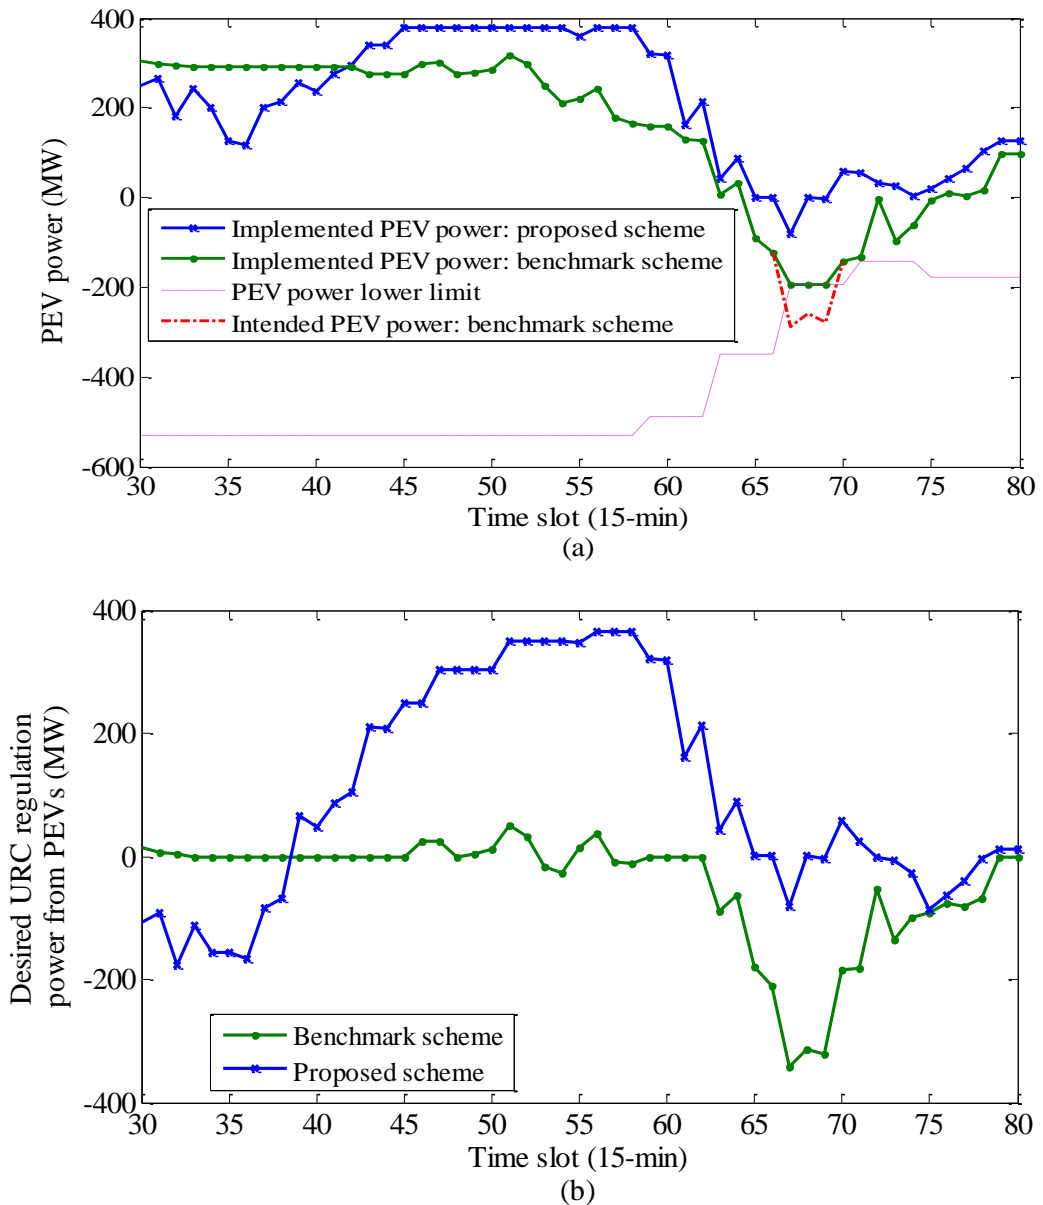 400
200
0
-200
-400
-600
PEV power (MW)
Implemented PEV power: proposed scheme
Implemented PEV power: benchmark scheme
PEV power lower limit
Intended PEV power: benchmark scheme
30 35 40 45 50 55 60 65 70 75 80
Time slot (15-min)
(a)
400
200
0
-200
-400
Desired URC regulation
power from PEVs (MW)
Benchmark scheme
Proposed scheme
30 35 40 45 50 55 60 65 70 75 80
Time slot (15-min)
(b)